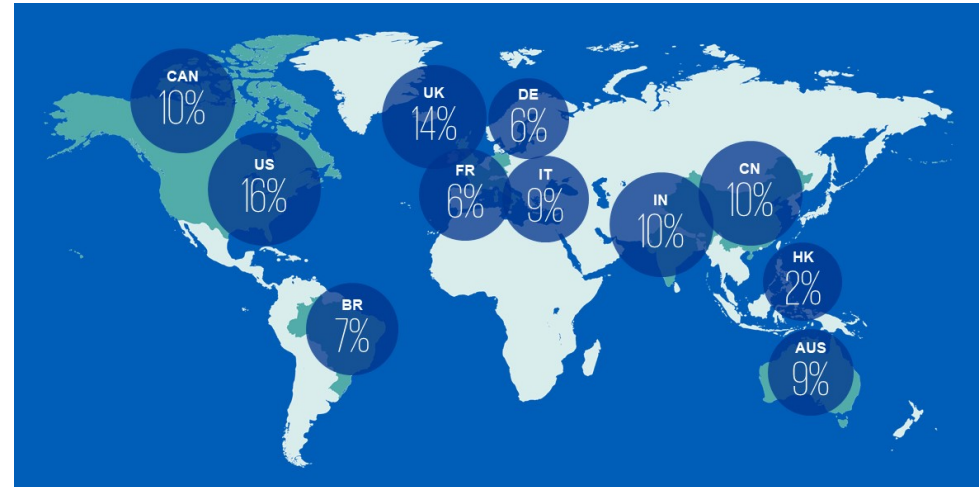 CAN
10%
US
16%
UK
14%
DE
6%
FR
6%
IT
9%
IN
10%
CN
10%
HK
2%
BR
7%
AUS
9%